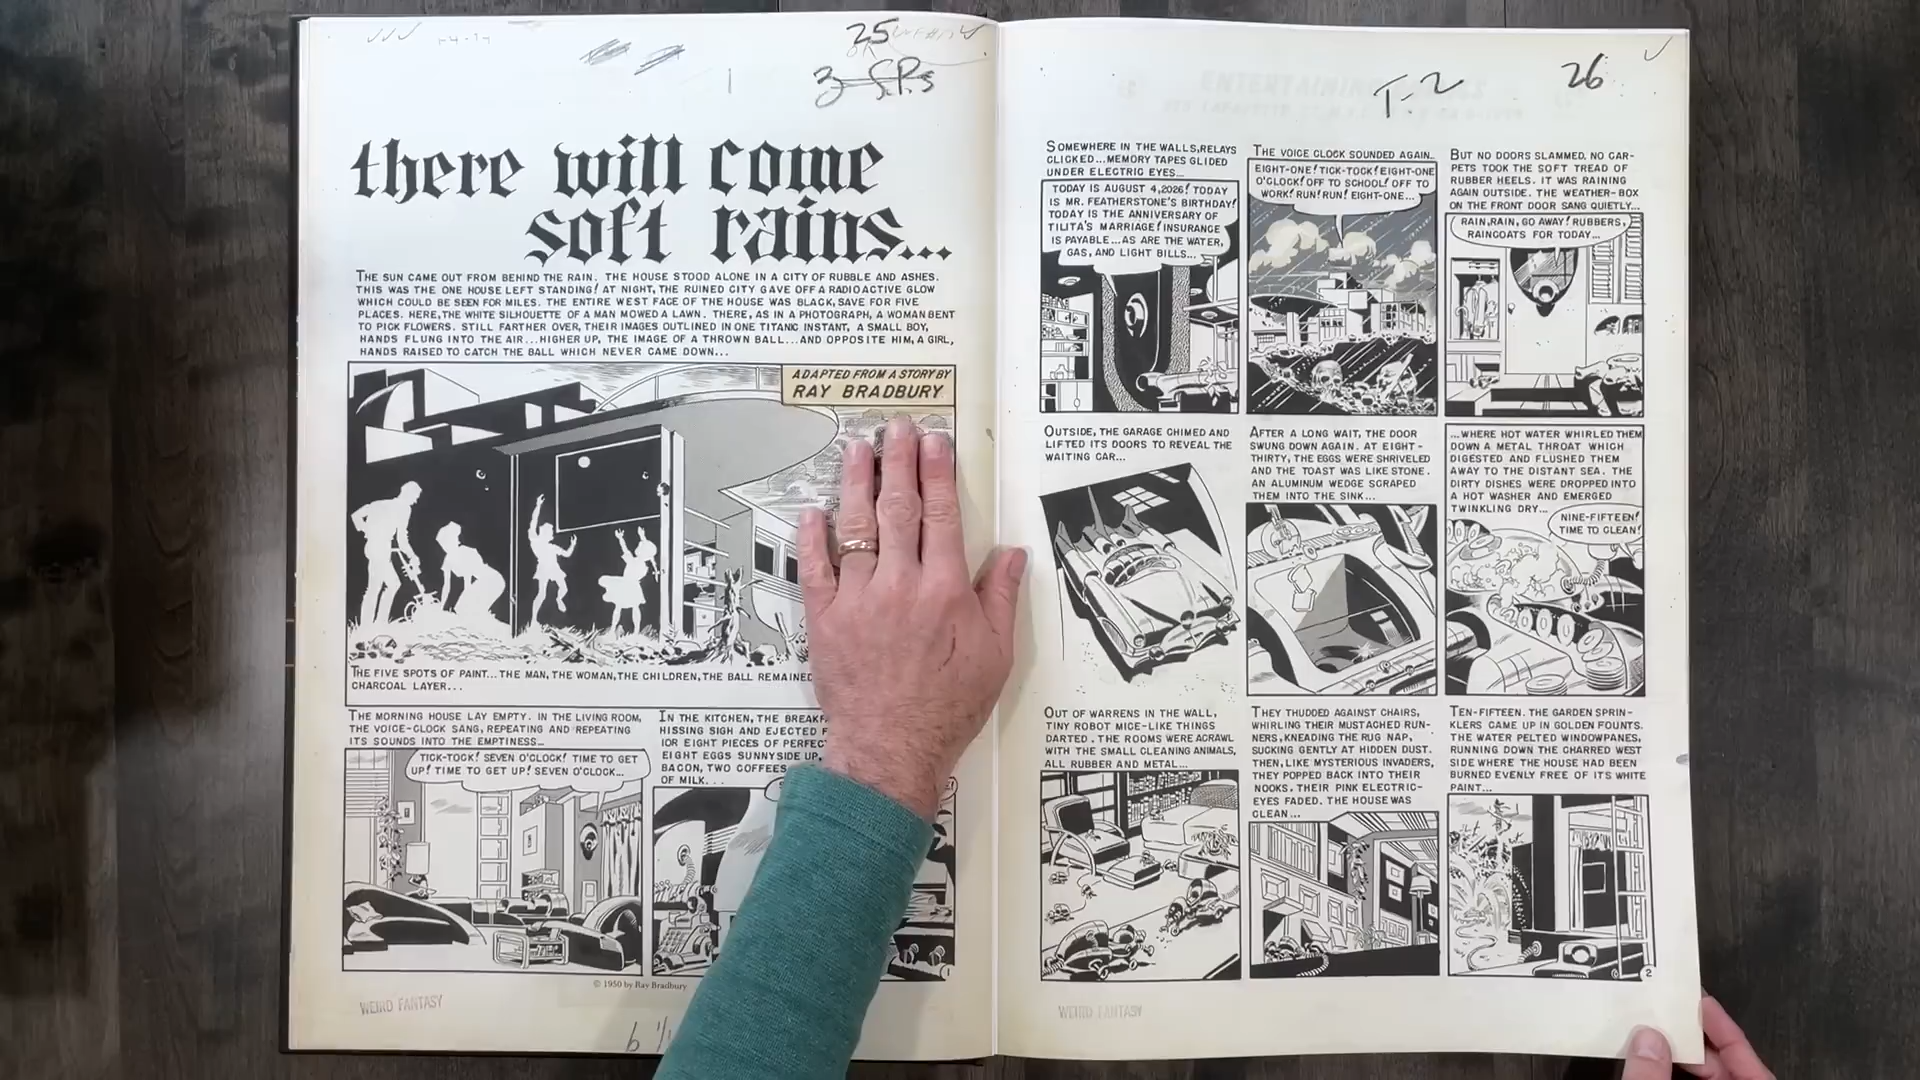 25
26
T-2
there will come
soft rains...
THE SUN CAME OUT FROM BEHIND THE RAIN. THE HOUSE STOOD ALONE IN A CITY OF RUBBLE AND ASHES.
THIS WAS THE ONE HOUSE LEFT STANDING! AT NIGHT, THE RUINED CITY GAVE OFF A RADIOACTIVE GLOW
WHICH COULD BE SEEN FOR MILES. THE ENTIRE WEST FACE OF THE HOUSE WAS BLACK, SAVE FOR FIVE
PLACES. HERE, THE WHITE SILHOUETTE OF A MAN MOWED A LAWN. THERE, AS IN A PHOTOGRAPH, A WOMAN BENT
TO PICK FLOWERS. STILL FARTHER OVER, THEIR IMAGES OUTLINED IN ONE TITANIC INSTANT, A SMALL BOY,
HANDS FLUNG INTO THE AIR...HIGHER UP, THE IMAGE OF A THROWN BALL...AND OPPOSITE HIM, A GIRL,
HANDS RAISED TO CATCH THE BALL WHICH NEVER CAME DOWN...
ADAPTED FROM A STORY BY
RAY BRADBURY
THE FIVE SPOTS OF PAINT...THE MAN, THE WOMAN, THE CHILDREN, THE BALL REMAINED
CHARCOAL LAYER...
THE MORNING HOUSE LAY EMPTY. IN THE LIVING ROOM,
THE VOICE-CLOCK SANG, REPEATING AND REPEATING
ITS SOUNDS INTO THE EMPTINESS...
TICK-TOCK! SEVEN O'CLOCK! TIME TO GET
UP! TIME TO GET UP! SEVEN O'CLOCK...
IN THE KITCHEN, THE
HISSING SIGH AND EJECTED
IOR EIGHT PIECES OF
EIGHT EGGS SUNNYSIDE UP,
BACON, TWO COFFEES
OF MILK...
1
© 1950 by Ray Bradbury
WEIRD FANTASY
SOMEWHERE IN THE WALLS, RELAYS
CLICKED...MEMORY TAPES GLIDED
UNDER ELECTRIC EYES...
TODAY IS AUGUST 4, 2026! TODAY
IS MR. FEATHERSTONE'S BIRTHDAY!
TODAY IS THE ANNIVERSARY OF
TILITA'S MARRIAGE! INSURANCE
IS PAYABLE...AS ARE THE WATER,
GAS, AND LIGHT BILLS...
THE VOICE CLOCK SOUNDED AGAIN...
EIGHT-ONE! TICK-TOCK! EIGHT-ONE
O'CLOCK! OFF TO SCHOOL! OFF TO
WORK! RUN! RUN! EIGHT-ONE...
BUT NO DOORS SLAMMED. NO CAR-
PETS TOOK THE SOFT TREAD OF
RUBBER HEELS. IT WAS RAINING
AGAIN OUTSIDE. THE WEATHER-BOX
ON THE FRONT DOOR SANG QUIETLY...
RAIN, RAIN, GO AWAY! RUBBERS,
RAINCOATS FOR TODAY...
OUTSIDE, THE GARAGE CHIMED AND
LIFTED ITS DOORS TO REVEAL THE
WAITING CAR...
AFTER A LONG WAIT, THE DOOR
SWUNG DOWN AGAIN. AT EIGHT-
THIRTY, THE EGGS WERE SHRIVELED
AND THE TOAST WAS LIKE STONE.
AN ALUMINUM WEDGE SCRAPED
THEM INTO THE SINK...
...WHERE HOT WATER WHIRLED THEM
DOWN A METAL THROAT WHICH
DIGESTED AND FLUSHED THEM
AWAY TO THE DISTANT SEA. THE
DIRTY DISHES WERE DROPPED INTO
A HOT WASHER AND EMERGED
TWINKLING DRY...
NINE-FIFTEEN!
TIME TO CLEAN!
OUT OF WARRENS IN THE WALL,
TINY ROBOT MICE-LIKE THINGS
DARTED. THE ROOMS WERE ACRAWL
WITH THE SMALL CLEANING ANIMALS,
ALL RUBBER AND METAL...
THEY THUDDED AGAINST CHAIRS,
WHIRLING THEIR MUSTACHED RUN-
NERS, KNEADING THE RUG NAP,
SUCKING GENTLY AT HIDDEN DUST.
THEN, LIKE MYSTERIOUS INVADERS,
THEY POPPED BACK INTO THEIR
NOOKS. THEIR PINK ELECTRIC-
EYES FADED. THE HOUSE WAS
CLEAN...
TEN-FIFTEEN. THE GARDEN SPRIN-
KLERS CAME UP IN GOLDEN FOUNTS.
THE WATER PELTED WINDOWPANES,
RUNNING DOWN THE CHARRED WEST
SIDE WHERE THE HOUSE HAD BEEN
BURNED EVENLY FREE OF ITS WHITE
PAINT...
2
WEIRD FANTASY